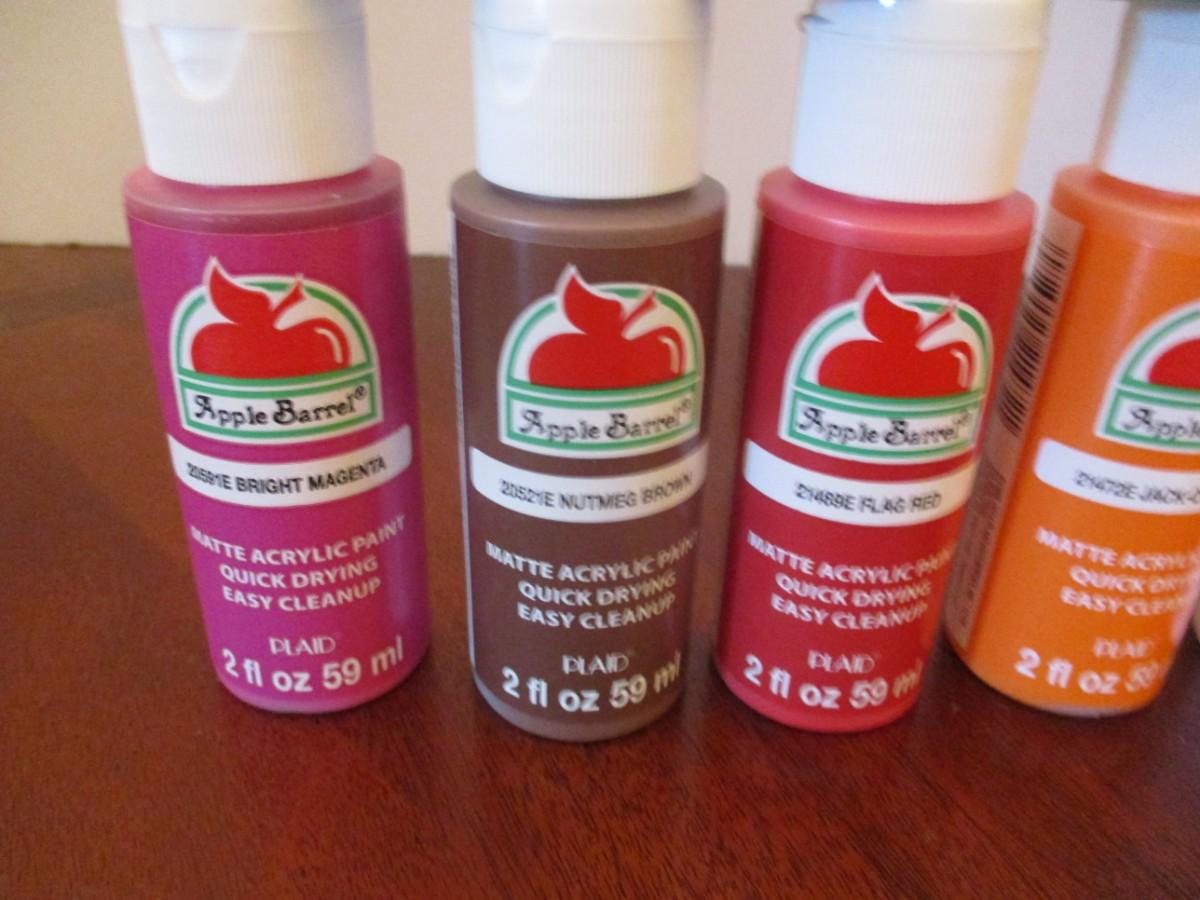 Apple Barrel®
20591E BRIGHT MAGENTA
MATTE ACRYLIC PAINT
QUICK DRYING
EASY CLEANUP
PLAID
2 fl oz 59 ml
Apple Barrel®
20521E NUTMEG BROWN
MATTE ACRYLIC PAINT
QUICK DRYING
EASY CLEANUP
PLAID
2 fl oz 59 ml
Apple Barrel
21469E FLAG RED
MATTE ACRYLIC PAIN
QUICK DRYING
EASY CLEANUP
PLAID
2 fl oz 59 ml
Apple
21472E JACK
MATTE ACRYLIC
QUICK DRY
EASY CLEA
PLAID
2 fl oz 59